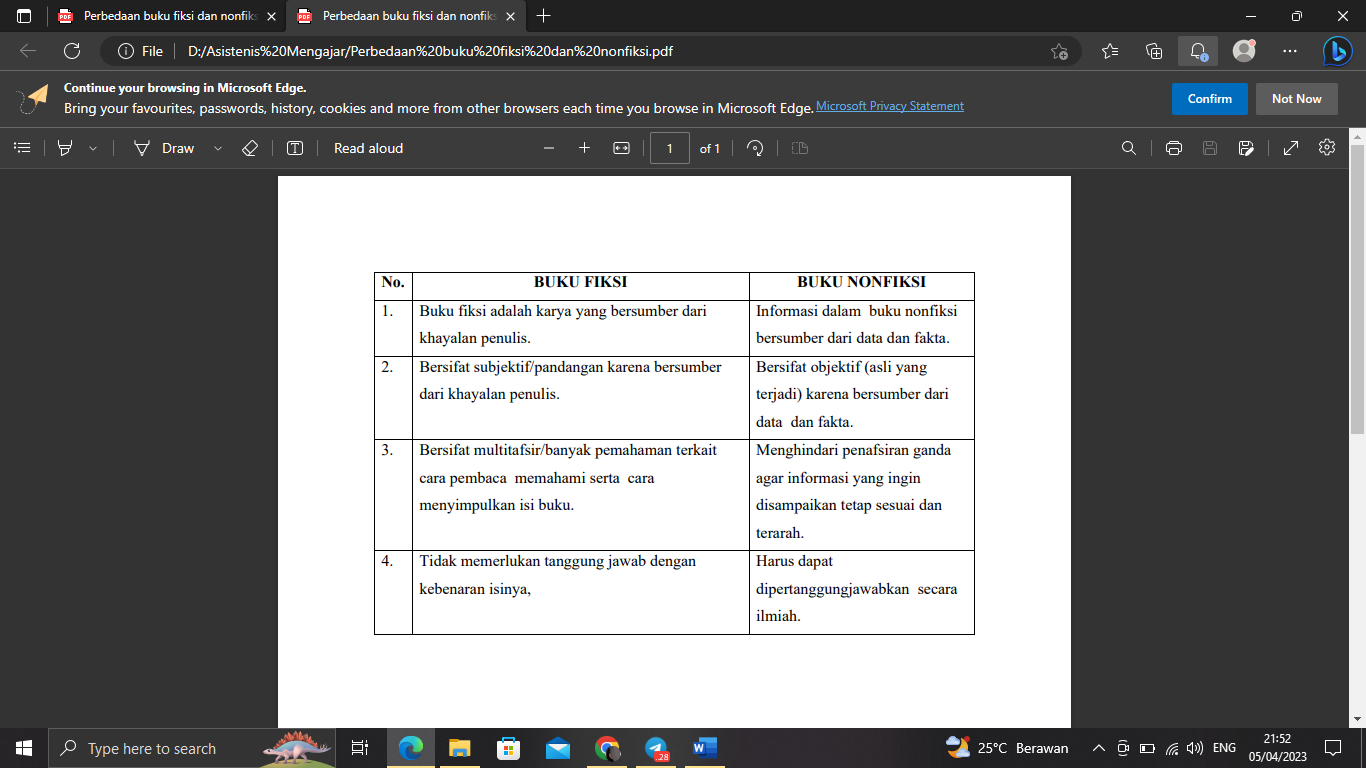 Perbedaan buku fiksi dan nonfiks
Perbedaan buku fiksi dan nonfiks
File D:/Asistenis%20Mengajar/Perbedaan%20buku%20fiksi%20dan%20nonfiksi.pdf
Continue your browsing in Microsoft Edge.
Bring your favourites, passwords, history, cookies and more from other browsers each time you browse in Microsoft Edge. Microsoft Privacy Statement
Confirm
Not Now
Draw
Read aloud
1 of 1
No. BUKU FIKSI BUKU NONFIKSI
1. Buku fiksi adalah karya yang bersumber dari
khayalan penulis.
Informasi dalam buku nonfiksi
bersumber dari data dan fakta.
2. Bersifat subjektif/pandangan karena bersumber
dari khayalan penulis.
Bersifat objektif (asli yang
terjadi) karena bersumber dari
data dan fakta.
3. Bersifat multitafsir/banyak pemahaman terkait
cara pembaca memahami serta cara
menyimpulkan isi buku.
Menghindari penafsiran ganda
agar informasi yang ingin
disampaikan tetap sesuai dan
terarah.
4. Tidak memerlukan tanggung jawab dengan
kebenaran isinya,
Harus dapat
dipertanggungjawabkan secara
ilmiah.
Type here to search
28
25°C Berawan
ENG
21:52
05/04/2023